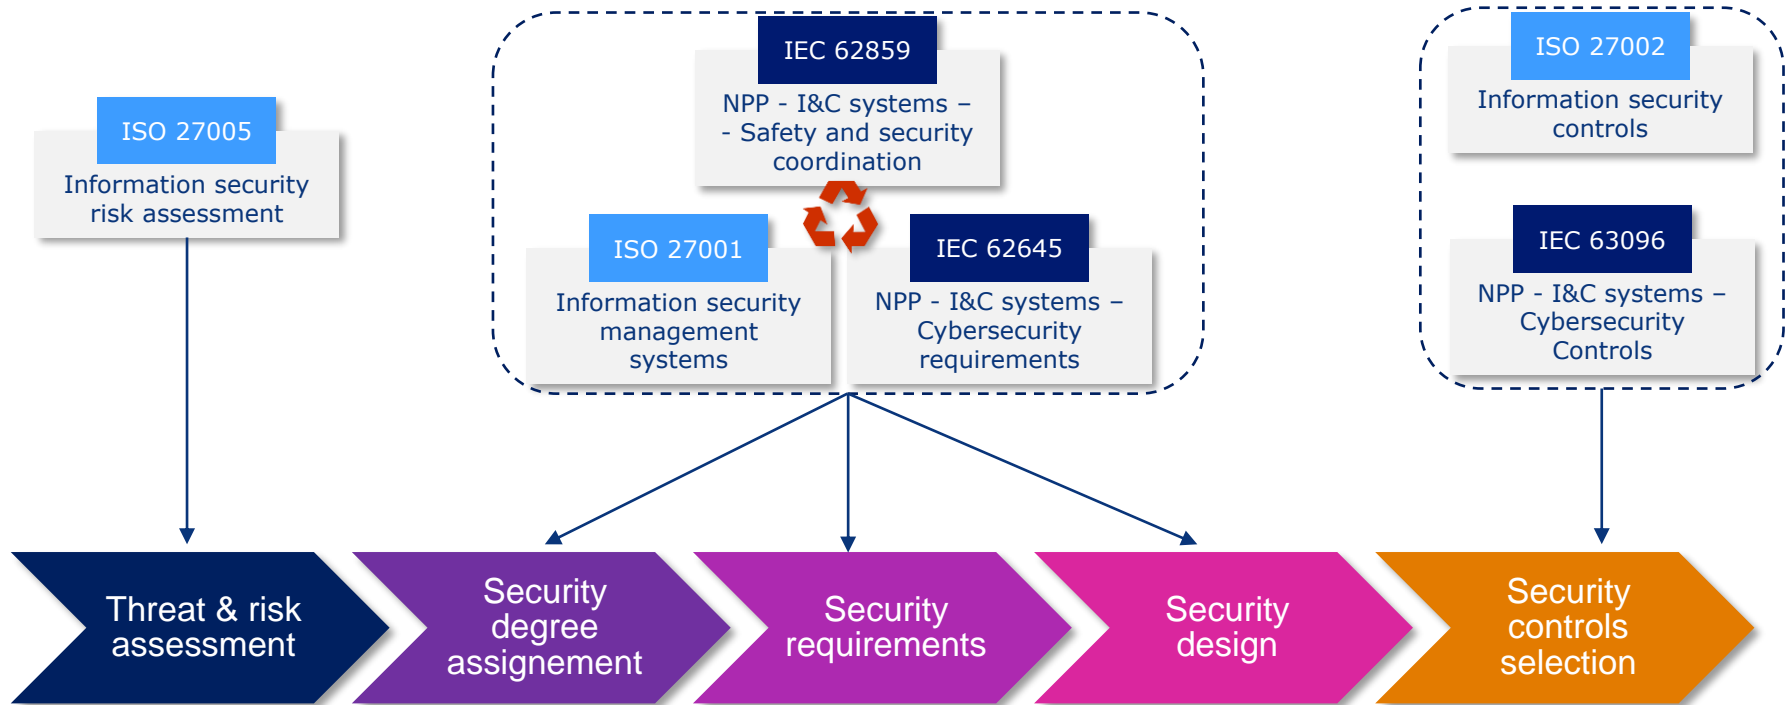 ISO 27005
Information security
risk assessment
IEC 62859
NPP - I&C systems –
- Safety and security
coordination
ISO 27001
Information security
management
systems
IEC 62645
NPP - I&C systems –
Cybersecurity
requirements
ISO 27002
Information security
controls
IEC 63096
NPP - I&C systems –
Cybersecurity
Controls
Threat & risk
assessment
Security
degree
assignement
Security
requirements
Security
design
Security
controls
selection